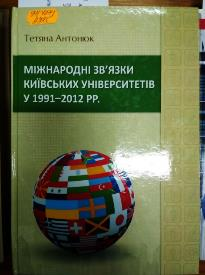 Тетяна Антонюк
МІЖНАРОДНІ ЗВ'ЯЗКИ
КИЇВСЬКИХ УНІВЕРСИТЕТІВ
У 1991–2012 РР.